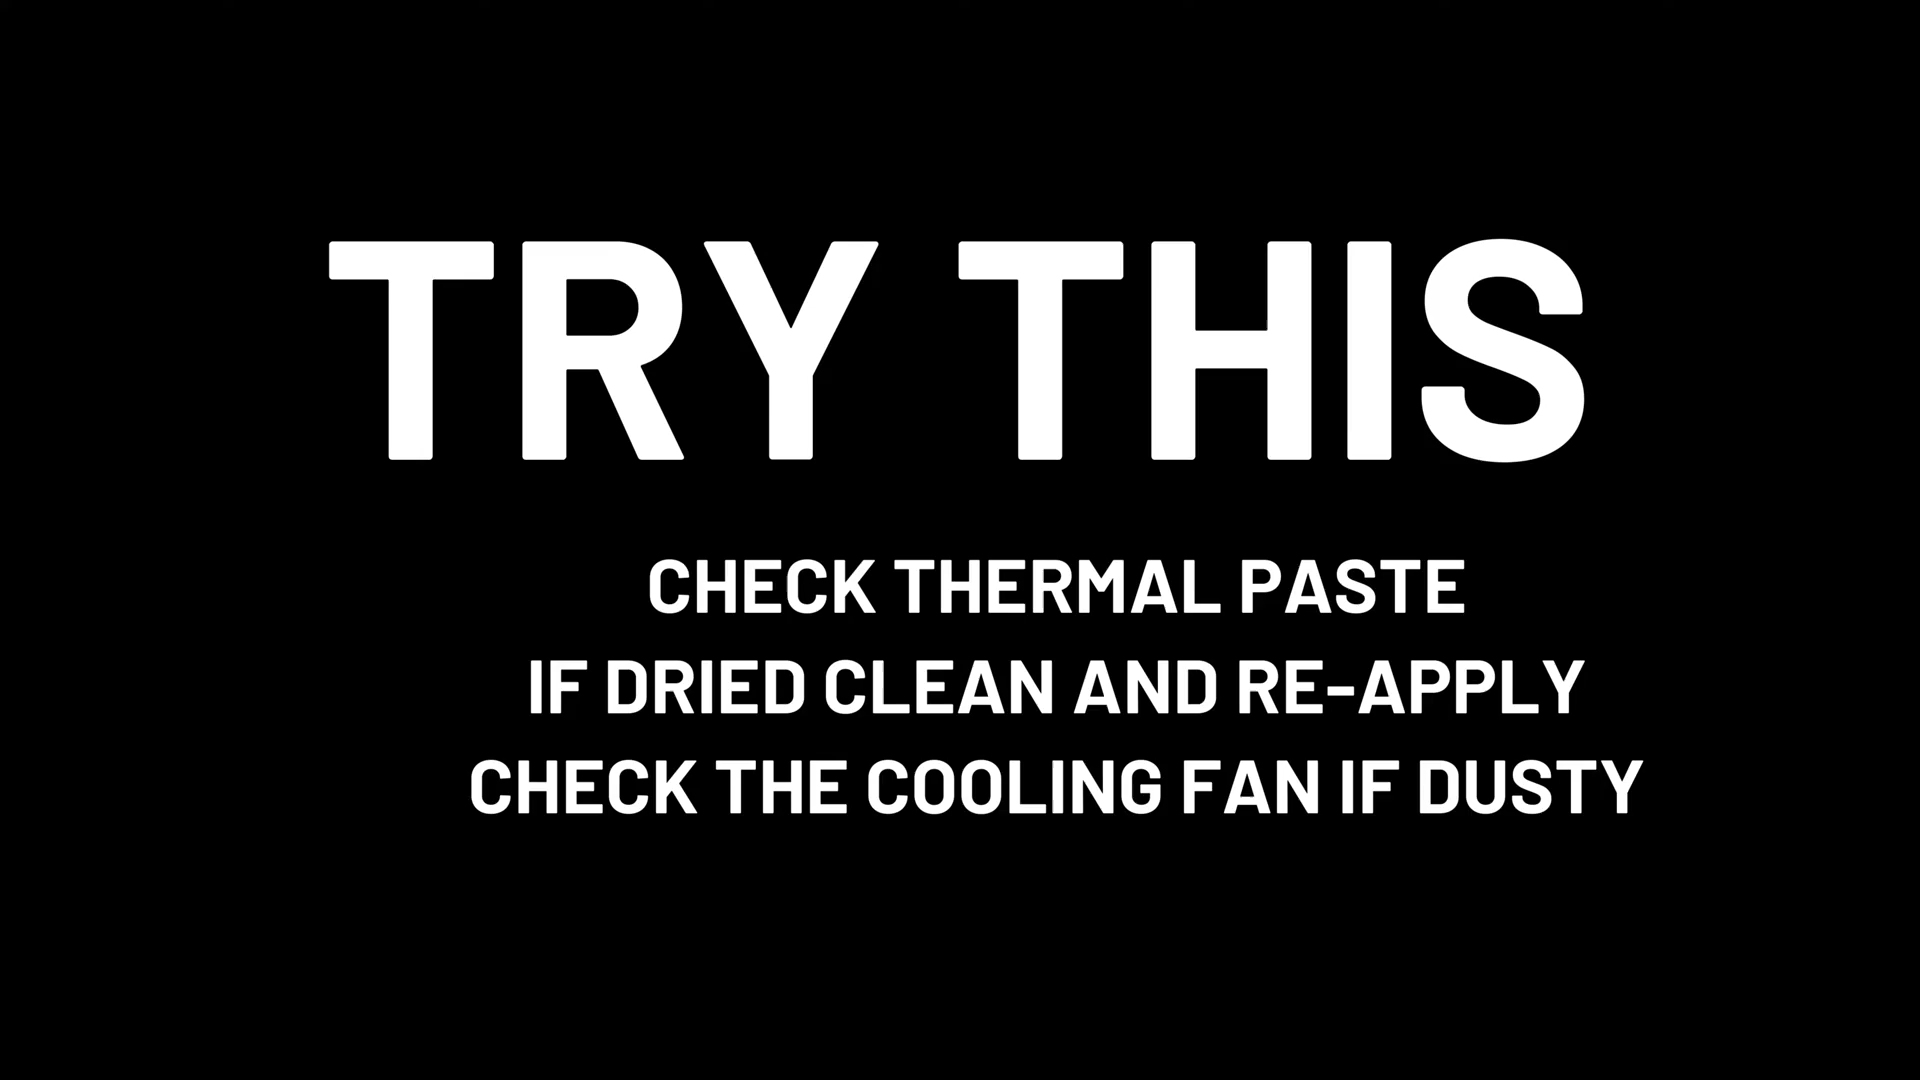 TRY THIS
CHECK THERMAL PASTE
IF DRIED CLEAN AND RE-APPLY
CHECK THE COOLING FAN IF DUSTY